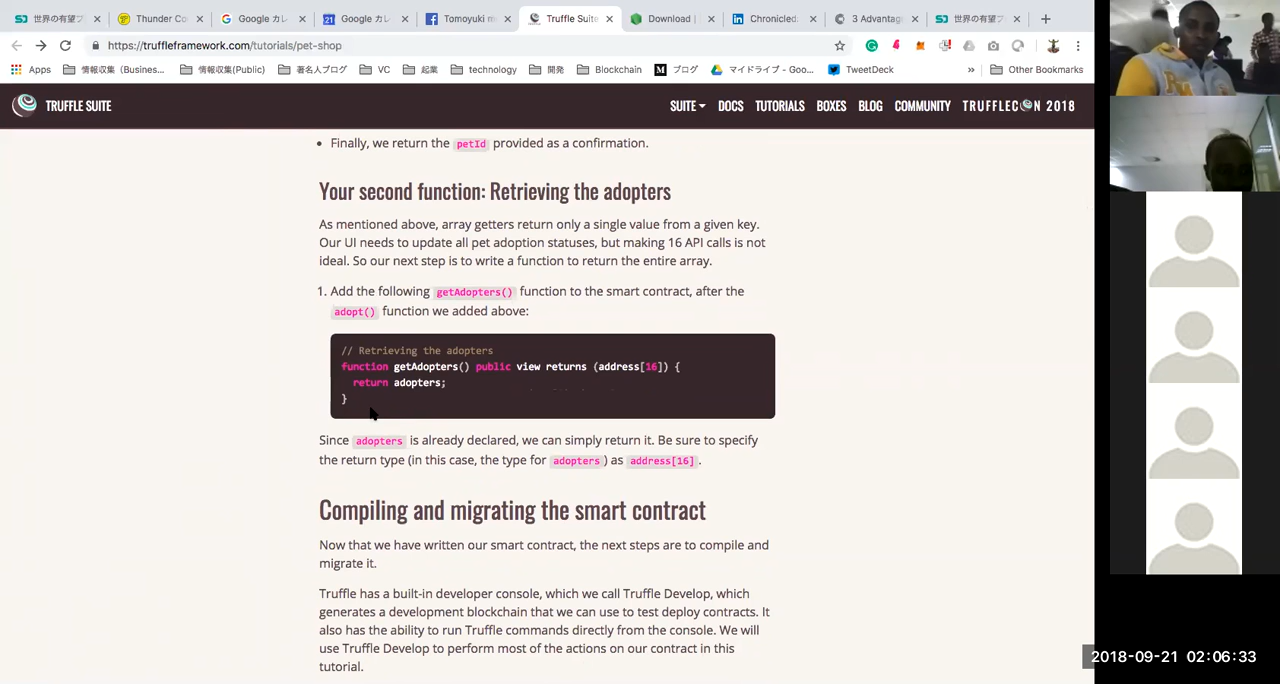 世界の有望プ
Thunder Co
Google カレ
Google カレ
Tomoyuki m
Truffle Suite
Download |
Chronicled.
3 Advantag
世界の有望プ
https://truffleframework.com/tutorials/pet-shop
Apps
情報収集（Busines...
情報収集(Public)
著名人ブログ
VC
起業
technology
開発
Blockchain
ブログ
マイドライブ - Goo...
TweetDeck
»
Other Bookmarks
TRUFFLE SUITE
SUITE
DOCS
TUTORIALS
BOXES
BLOG
COMMUNITY
TRUFFLECON 2018
• Finally, we return the petId provided as a confirmation.
Your second function: Retrieving the adopters
As mentioned above, array getters return only a single value from a given key.
Our UI needs to update all pet adoption statuses, but making 16 API calls is not
ideal. So our next step is to write a function to return the entire array.
1. Add the following getAdopters() function to the smart contract, after the
adopt() function we added above:
// Retrieving the adopters
function getAdopters() public view returns (address[16]) {
return adopters;
}
Since adopters is already declared, we can simply return it. Be sure to specify
the return type (in this case, the type for adopters) as address[16].
Compiling and migrating the smart contract
Now that we have written our smart contract, the next steps are to compile and
migrate it.
Truffle has a built-in developer console, which we call Truffle Develop, which
generates a development blockchain that we can use to test deploy contracts. It
also has the ability to run Truffle commands directly from the console. We will
use Truffle Develop to perform most of the actions on our contract in this
tutorial.
2018-09-21 02:06:33